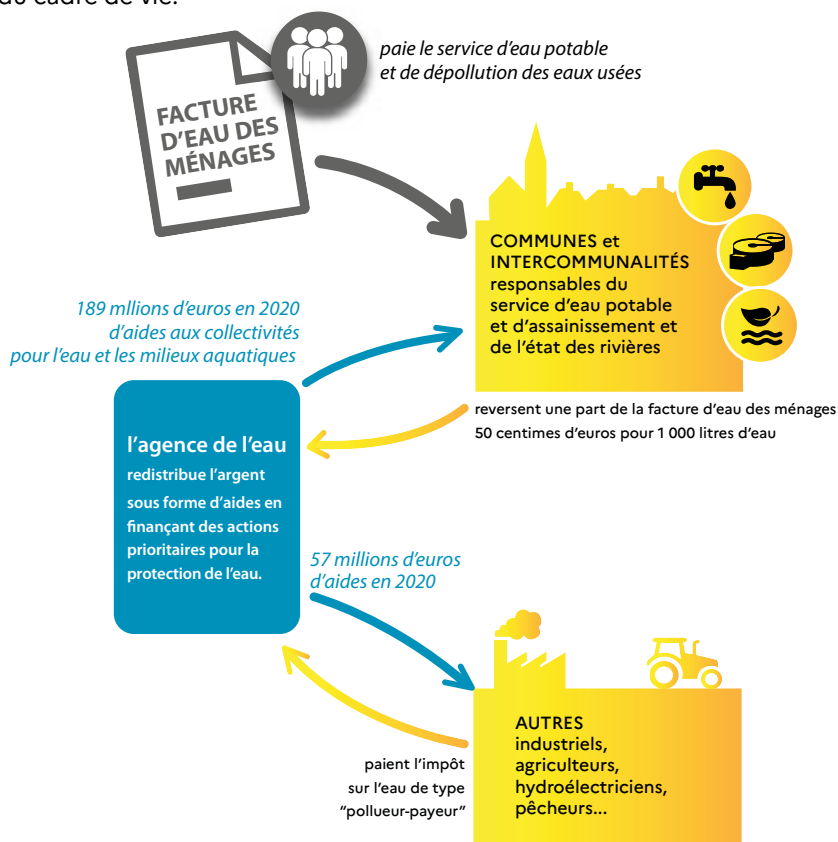 du cadre de vie.
paie le service d'eau potable
et de dépollution des eaux usées
FACTURE
D'EAU DES
MÉNAGES
COMMUNES et
INTERCOMMUNALITÉS
responsables du
service d'eau potable
et d'assainissement et
de l'état des rivières
189 mllions d'euros en 2020
d'aides aux collectivités
pour l'eau et les milieux aquatiques
reversent une part de la facture d'eau des ménages
50 centimes d'euros pour 1 000 litres d'eau
l'agence de l'eau
redistribue l'argent
sous forme d'aides en
finançant des actions
prioritaires pour la
protection de l'eau.
57 millions d'euros
d'aides en 2020
AUTRES
industriels,
agriculteurs,
hydroélectriciens,
pêcheurs...
paient l'impôt
sur l'eau de type
"pollueur-payeur"